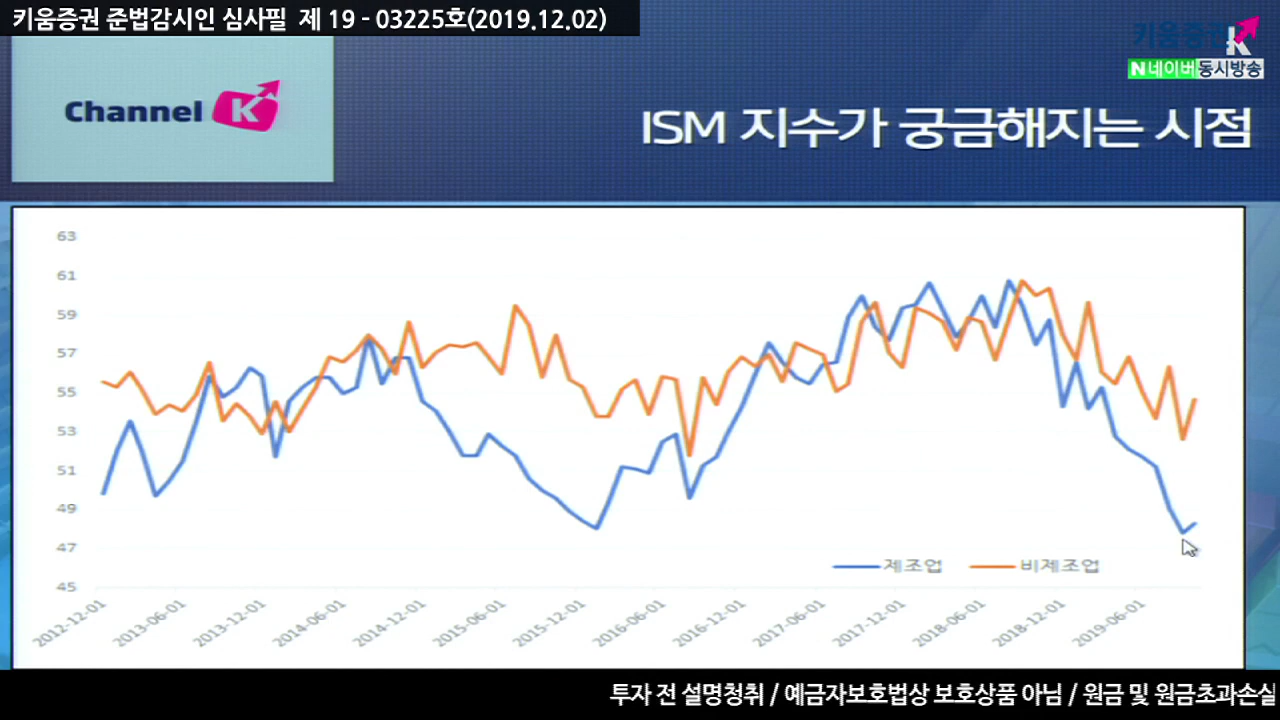 키움증권 준법감시인 심사필 제 19 - 03225호(2019.12.02)
키움증권
N 네이버 동시방송
Channel K
ISM 지수가 궁금해지는 시점
63
61
59
57
55
53
51
49
47
45
제조업 비제조업
2012-12-01 2013-06-01 2013-12-01 2014-06-01 2014-12-01 2015-06-01 2015-12-01 2016-06-01 2016-12-01 2017-06-01 2017-12-01 2018-06-01 2018-12-01 2019-06-01
투자 전 설명청취 / 예금자보호법상 보호상품 아님 / 원금 및 원금초과손실